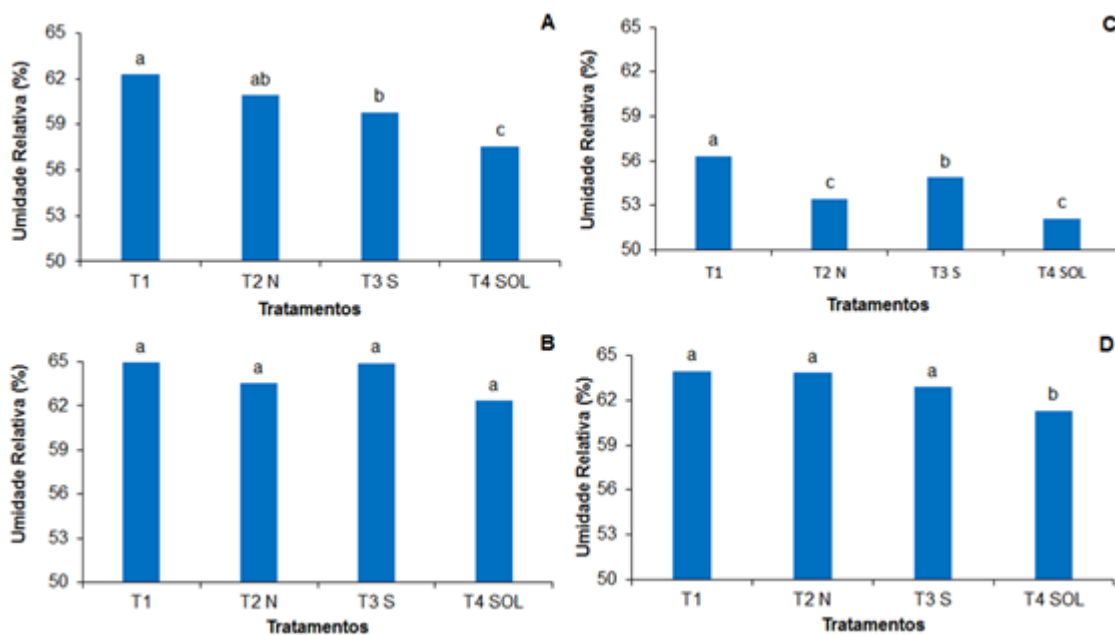 A
Umidade Relativa (%)
65
62
59
56
53
50
a
ab
b
c
T1
T2 N
T3 S
T4 SOL
Tratamentos
C
Umidade Relativa (%)
65
62
59
56
53
50
a
c
b
c
T1
T2 N
T3 S
T4 SOL
Tratamentos
B
Umidade Relativa (%)
65
62
59
56
53
50
a
a
a
a
T1
T2 N
T3 S
T4 SOL
Tratamentos
D
Umidade Relativa (%)
65
62
59
56
53
50
a
a
a
b
T1
T2 N
T3 S
T4 SOL
Tratamentos